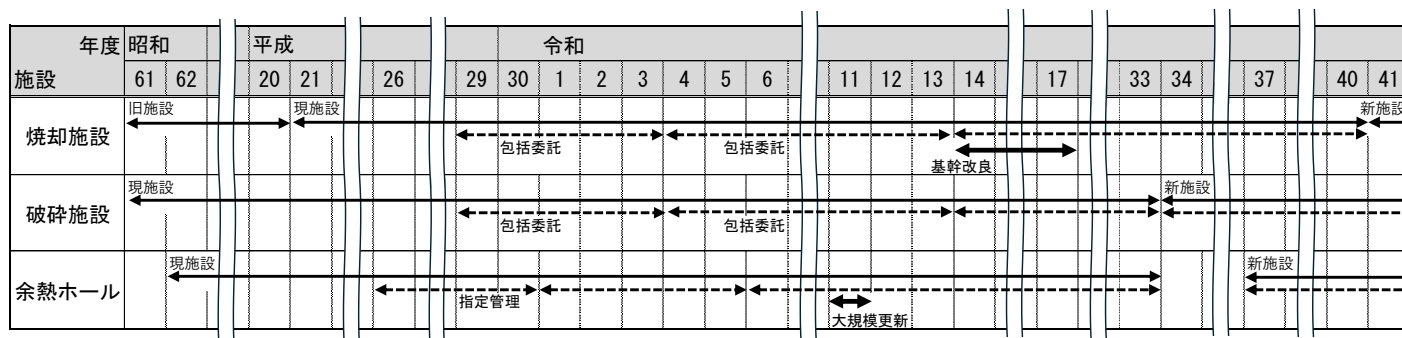 年度 昭和 平成 令和
施設 61 62 20 21 26 29 30 1 2 3 4 5 6 11 12 13 14 17 33 34 37 40 41
旧施設 現施設 新施設
焼却施設
包括委託 包括委託
基幹改良
現施設 新施設
破砕施設
包括委託 包括委託
現施設 新施設
余熱ホール
指定管理
大規模更新